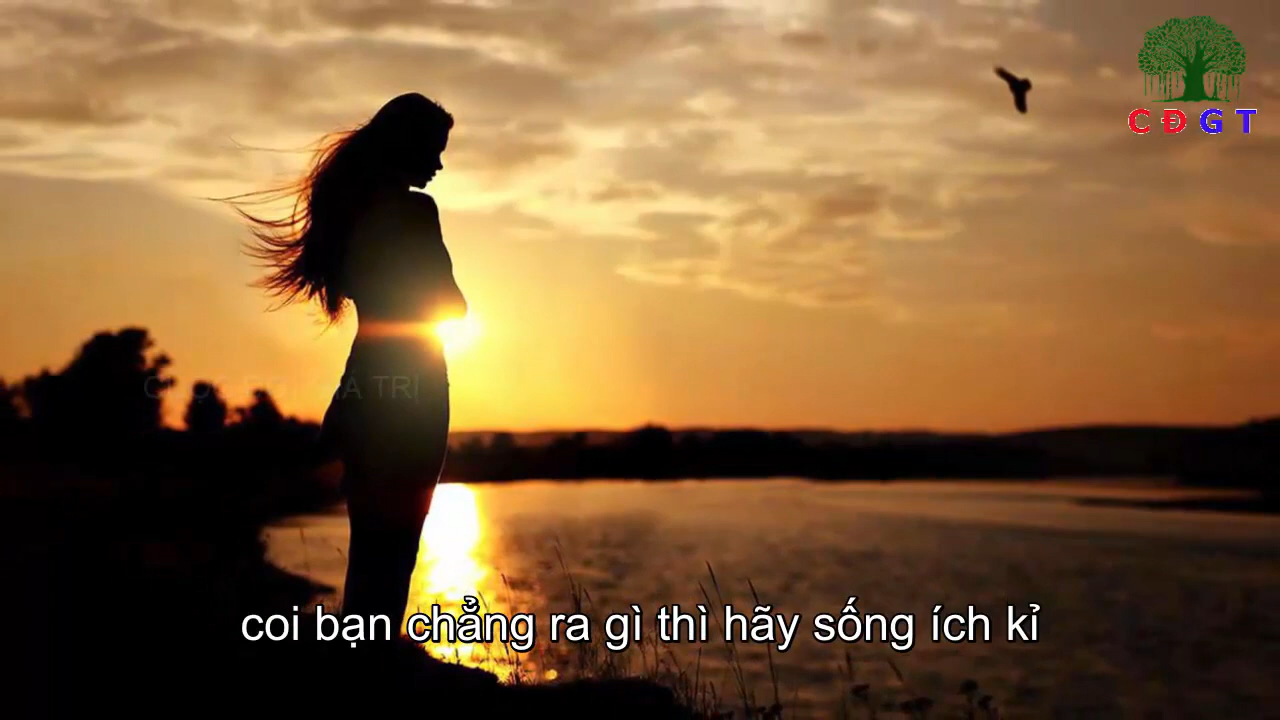 C Đ G T
coi bạn chẳng ra gì thì hãy sống ích kỉ